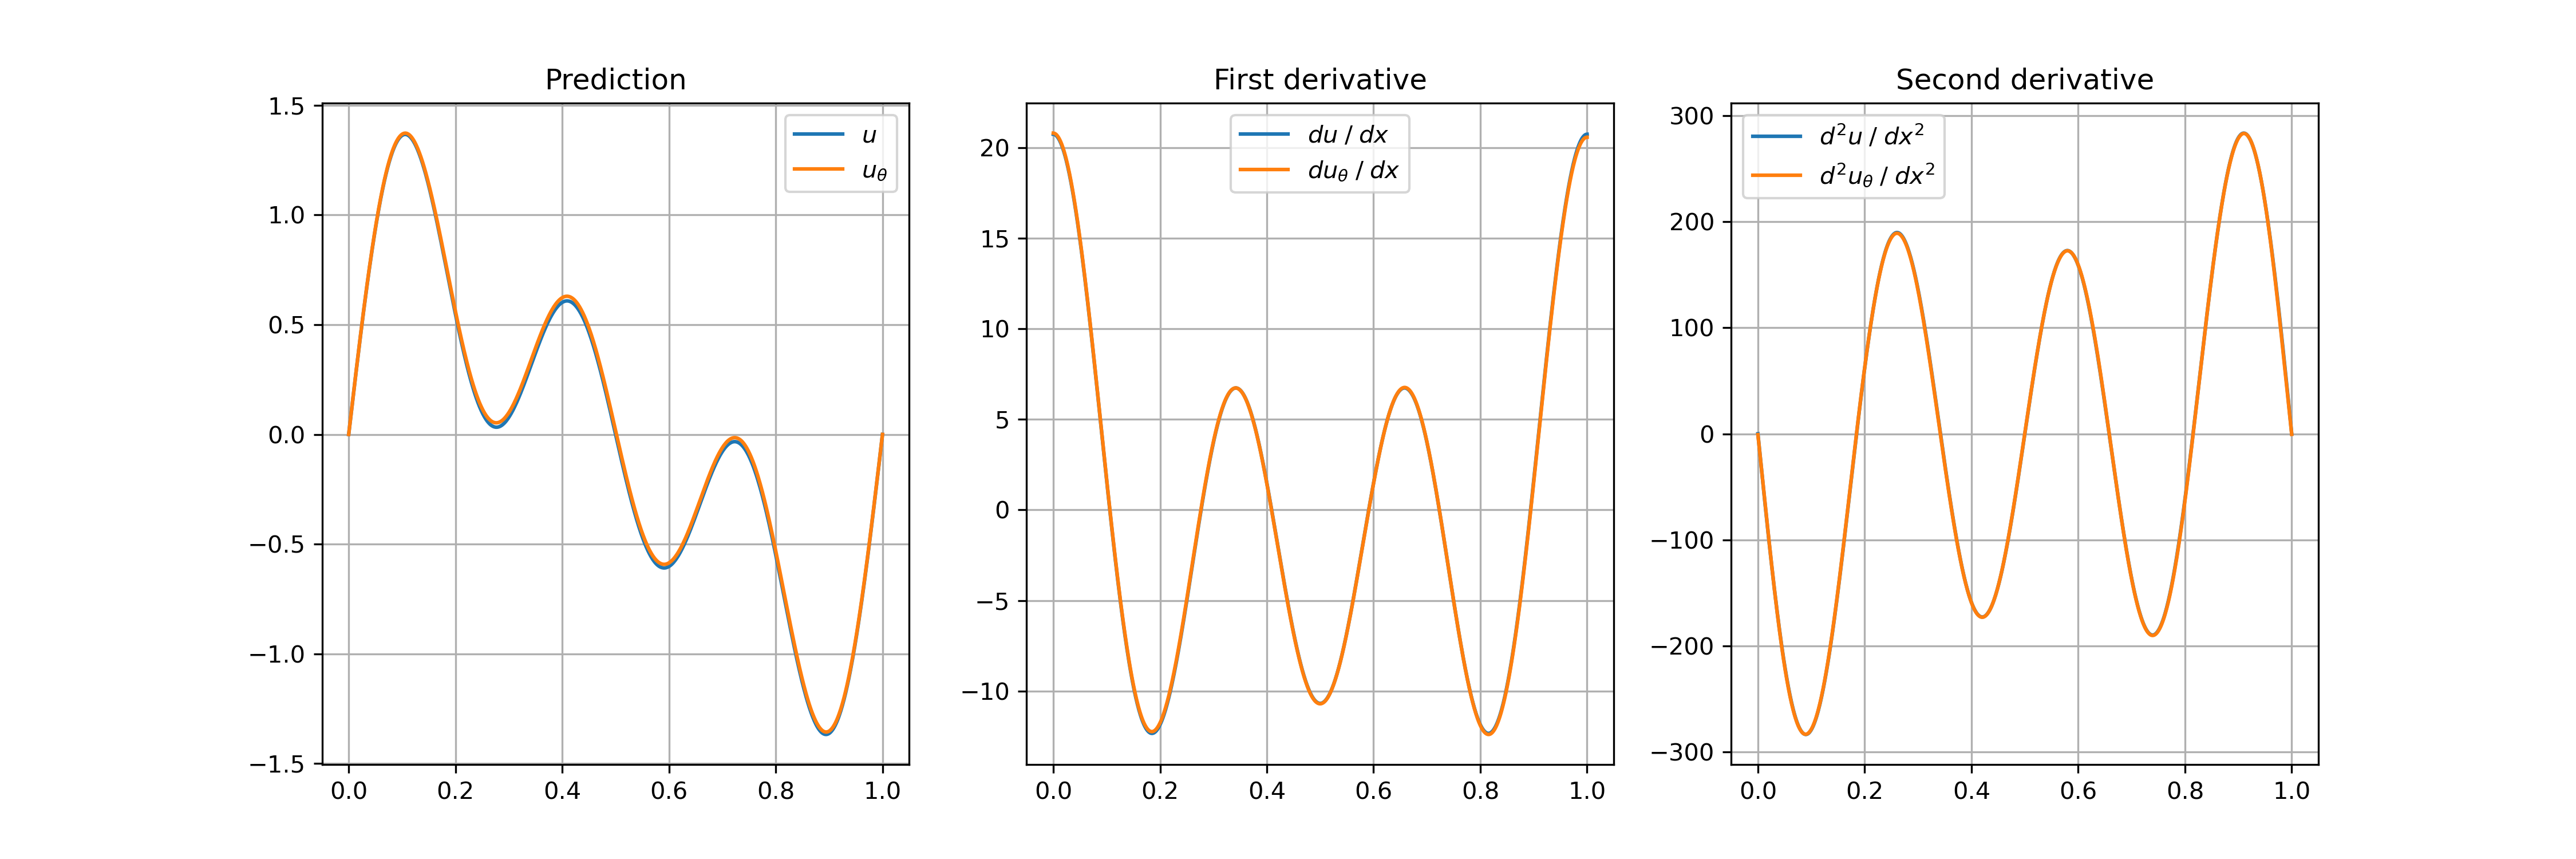 Prediction
1.5
1.0
0.5
0.0
−0.5
−1.0
−1.5
0.0 0.2 0.4 0.6 0.8 1.0
u
u_θ
First derivative
20
15
10
5
0
−5
−10
0.0 0.2 0.4 0.6 0.8 1.0
du / dx
du_θ / dx
Second derivative
300
200
100
0
−100
−200
−300
0.0 0.2 0.4 0.6 0.8 1.0
d²u / dx²
d²u_θ / dx²